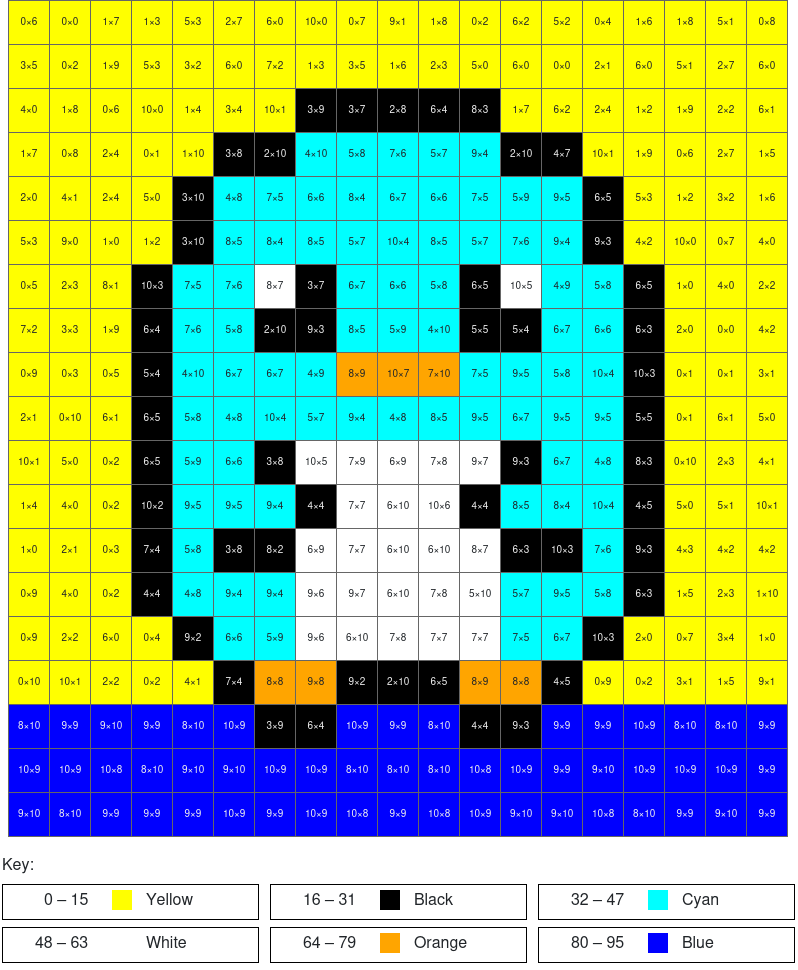 0×6 0×0 1×7 1×3 5×3 2×7 6×0 10×0 0×7 9×1 1×8 0×2 6×2 5×2 0×4 1×6 1×8 5×1 0×8
3×5 0×2 1×9 5×3 3×2 6×0 7×2 1×3 3×5 1×6 2×3 5×0 6×0 0×0 2×1 6×0 5×1 2×7 6×0
4×0 1×8 0×6 10×0 1×4 3×4 10×1 3×9 3×7 2×8 6×4 8×3 1×7 6×2 2×4 1×2 1×9 2×2 6×1
1×7 0×8 2×4 0×1 1×10 3×8 2×10 4×10 5×8 7×6 5×7 9×4 2×10 4×7 10×1 1×9 0×6 2×7 1×5
2×0 4×1 2×4 5×0 3×10 4×8 7×5 6×6 8×4 6×7 6×6 7×5 5×9 9×5 6×5 5×3 1×2 3×2 1×6
5×3 9×0 1×0 1×2 3×10 8×5 8×4 8×5 5×7 10×4 8×5 5×7 7×6 9×4 9×3 4×2 10×0 0×7 4×0
0×5 2×3 8×1 10×3 7×5 7×6 8×7 3×7 6×7 6×6 5×8 6×5 10×5 4×9 5×8 6×5 1×0 4×0 2×2
7×2 3×3 1×9 6×4 7×6 5×8 2×10 9×3 8×5 5×9 4×10 5×5 5×4 6×7 6×6 6×3 2×0 0×0 4×2
0×9 0×3 0×5 5×4 4×10 6×7 6×7 4×9 8×9 10×7 7×10 7×5 9×5 5×8 10×4 10×3 0×1 0×1 3×1
2×1 0×10 6×1 6×5 5×8 4×8 10×4 5×7 9×4 4×8 8×5 9×5 6×7 9×5 9×5 5×5 0×1 6×1 5×0
10×1 5×0 0×2 6×5 5×9 6×6 3×8 10×5 7×9 6×9 7×8 9×7 9×3 6×7 4×8 8×3 0×10 2×3 4×1
1×4 4×0 0×2 10×2 9×5 9×5 9×4 4×4 7×7 6×10 10×6 4×4 8×5 8×4 10×4 4×5 5×0 5×1 10×1
1×0 2×1 0×3 7×4 5×8 3×8 8×2 6×9 7×7 6×10 6×10 8×7 6×3 10×3 7×6 9×3 4×3 4×2 4×2
0×9 4×0 0×2 4×4 4×8 9×4 9×4 9×6 9×7 6×10 7×8 5×10 5×7 9×5 5×8 6×3 1×5 2×3 1×10
0×9 2×2 6×0 0×4 9×2 6×6 5×9 9×6 6×10 7×8 7×7 7×7 7×5 6×7 10×3 2×0 0×7 3×4 1×0
0×10 10×1 2×2 0×2 4×1 7×4 8×8 9×8 9×2 2×10 6×5 8×9 8×8 4×5 0×9 0×2 3×1 1×5 9×1
8×10 9×9 9×10 9×9 8×10 10×9 3×9 6×4 10×9 9×9 8×10 4×4 9×3 9×9 9×9 10×9 8×10 8×10 9×9
10×9 10×9 10×8 8×10 9×10 9×10 10×9 10×9 8×10 8×10 8×10 10×8 10×9 9×9 9×10 10×9 10×9 10×9 9×9
9×10 8×10 9×9 9×9 9×9 10×9 9×9 10×9 10×8 9×9 10×8 10×9 9×10 9×10 10×8 8×10 9×9 9×10 9×9
Key:
0 – 15 Yellow 16 – 31 Black 32 – 47 Cyan
48 – 63 White 64 – 79 Orange 80 – 95 Blue